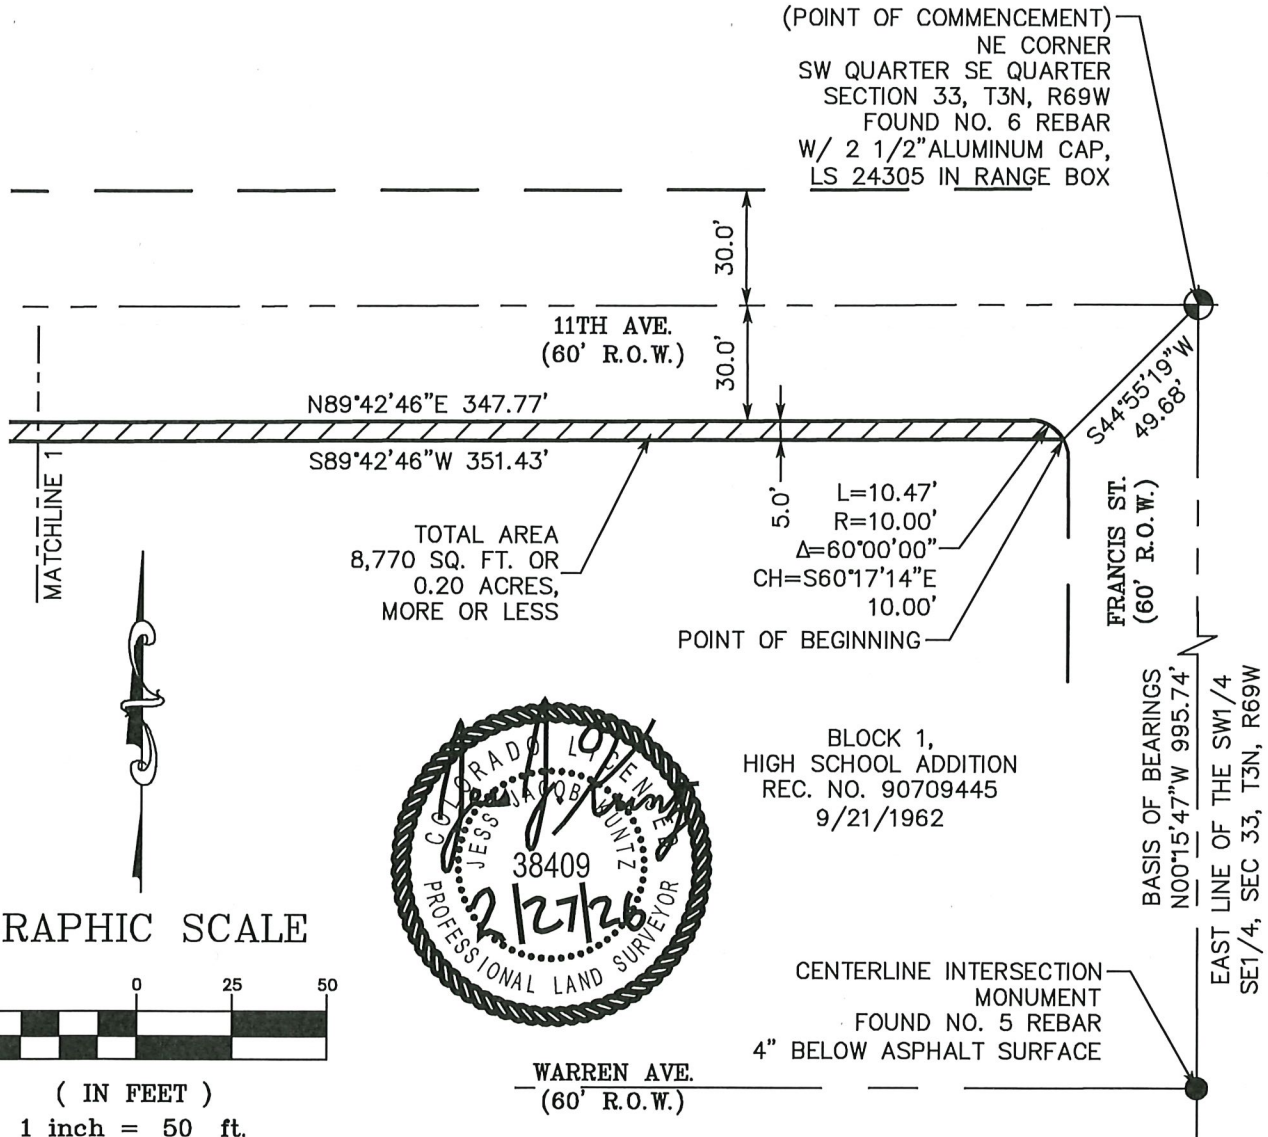 (POINT OF COMMENCEMENT)
NE CORNER
SW QUARTER SE QUARTER
SECTION 33, T3N, R69W
FOUND NO. 6 REBAR
W/ 2 1/2"ALUMINUM CAP,
LS 24305 IN RANGE BOX
30.0'
30.0'
11TH AVE.
(60' R.O.W.)
S44°55'19"W
49.68'
N89°42'46"E 347.77'
S89°42'46"W 351.43'
MATCHLINE 1
5.0'
L=10.47'
R=10.00'
Δ=60°00'00"
CH=S60°17'14"E
10.00'
POINT OF BEGINNING
TOTAL AREA
8,770 SQ. FT. OR
0.20 ACRES,
MORE OR LESS
FRANCIS ST.
(60' R.O.W.)
BLOCK 1,
HIGH SCHOOL ADDITION
REC. NO. 90709445
9/21/1962
BASIS OF BEARINGS
N00°15'47"W 995.74'
EAST LINE OF THE SW1/4
SE1/4, SEC 33, T3N, R69W
COLORADO LICENSED
JESS JACOB KUNTZ
38409
2/27/26
PROFESSIONAL LAND SURVEYOR
RAPHIC SCALE
0 25 50
( IN FEET )
1 inch = 50 ft.
CENTERLINE INTERSECTION
MONUMENT
FOUND NO. 5 REBAR
4" BELOW ASPHALT SURFACE
WARREN AVE.
(60' R.O.W.)